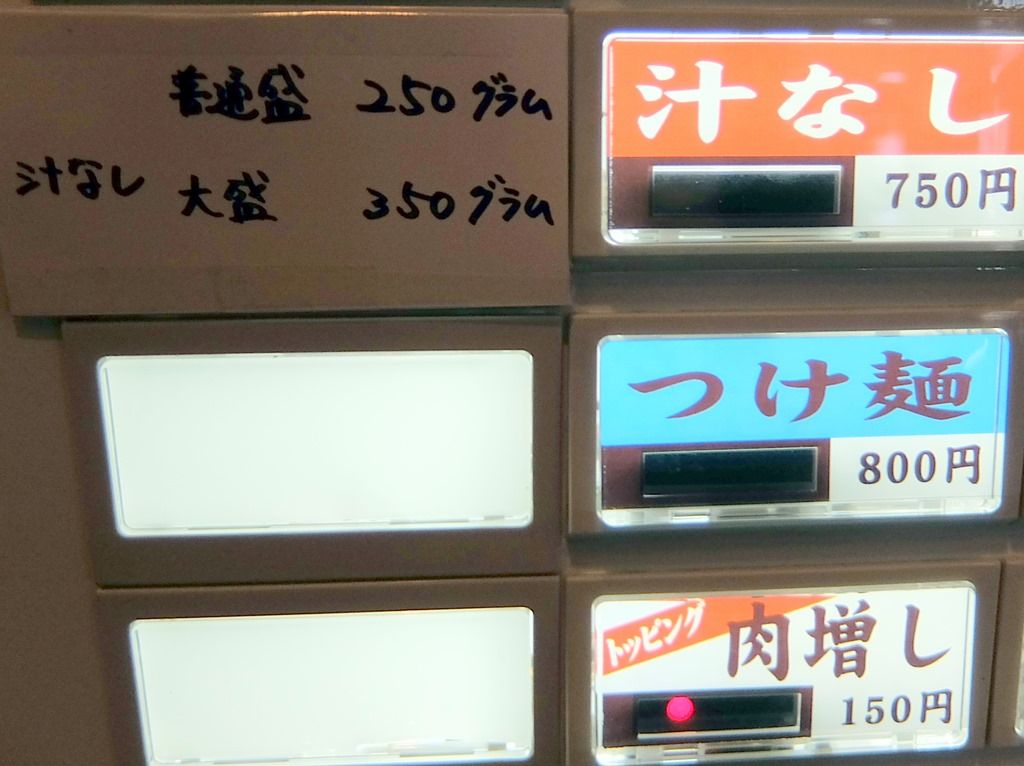 普通盛 250グラム
汁なし 大盛 350グラム
汁なし
750円
つけ麺
800円
トッピング 肉増し
150円